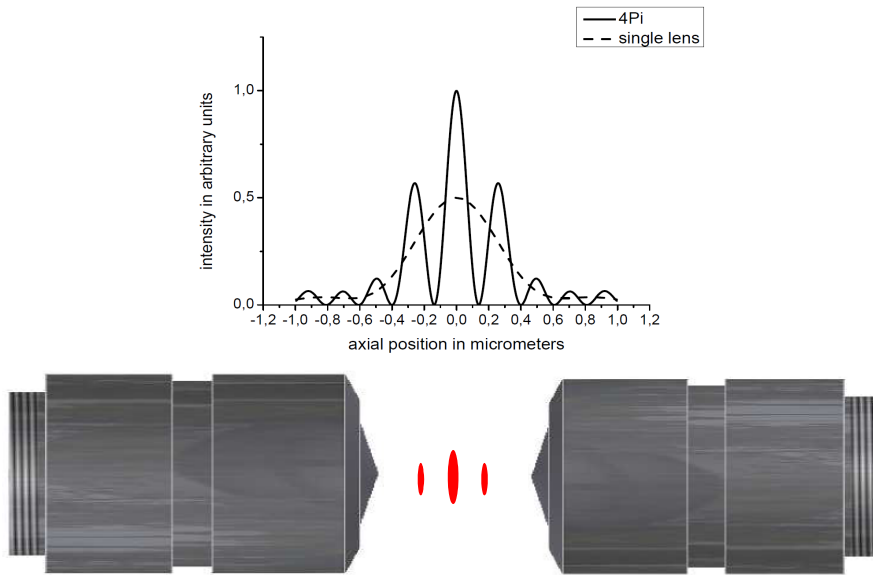 4Pi
single lens
intensity in arbitrary units
1,0
0,5
0,0
-1,2 -1,0 -0,8 -0,6 -0,4 -0,2 0,0 0,2 0,4 0,6 0,8 1,0 1,2
axial position in micrometers